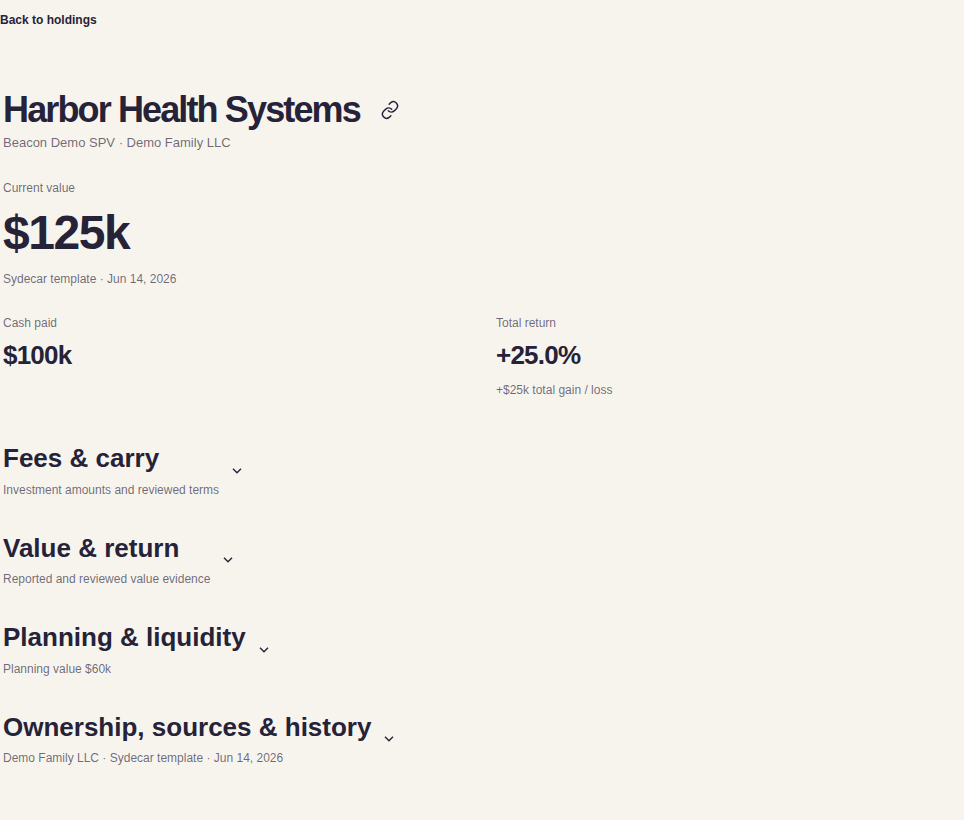 Back to holdings
Harbor Health Systems
Beacon Demo SPV · Demo Family LLC
Current value
$125k
Sydecar template · Jun 14, 2026
Cash paid
$100k
Total return
+25.0%
+$25k total gain / loss
Fees & carry
Investment amounts and reviewed terms
Value & return
Reported and reviewed value evidence
Planning & liquidity
Planning value $60k
Ownership, sources & history
Demo Family LLC · Sydecar template · Jun 14, 2026